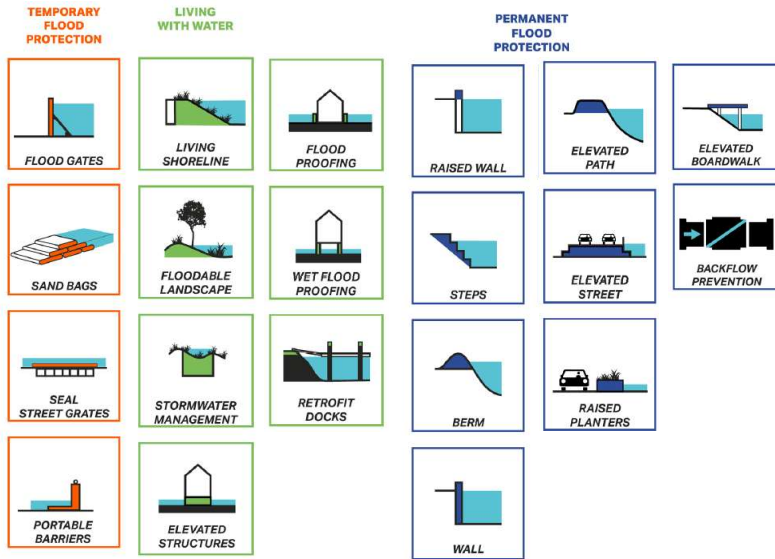 TEMPORARY
FLOOD
PROTECTION
LIVING
WITH WATER
PERMANENT
FLOOD
PROTECTION
FLOOD GATES
LIVING
SHORELINE
FLOOD
PROOFING
RAISED WALL
ELEVATED
PATH
ELEVATED
BOARDWALK
SAND BAGS
FLOODABLE
LANDSCAPE
WET FLOOD
PROOFING
STEPS
ELEVATED
STREET
BACKFLOW
PREVENTION
SEAL
STREET GRATES
STORMWATER
MANAGEMENT
RETROFIT
DOCKS
BERM
RAISED
PLANTERS
PORTABLE
BARRIERS
ELEVATED
STRUCTURES
WALL